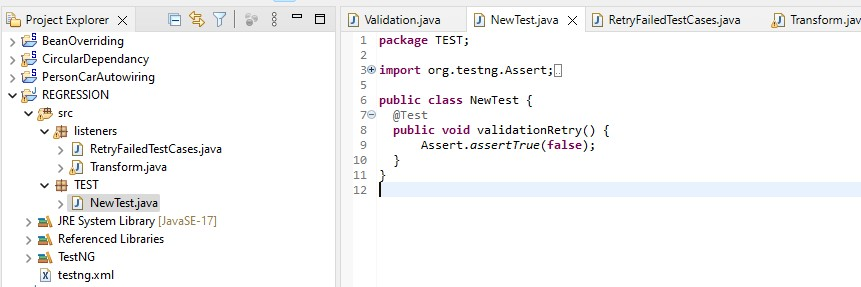 Project Explorer
BeanOverriding
CircularDependancy
PersonCarAutowiring
REGRESSION
src
listeners
RetryFailedTestCases.java
Transform.java
TEST
NewTest.java
JRE System Library [JavaSE-17]
Referenced Libraries
TestNG
testng.xml
Validation.java
NewTest.java
RetryFailedTestCases.java
Transform.jav
1 package TEST;
2
3 import org.testng.Assert;
5
6 public class NewTest {
7 @Test
8 public void validationRetry() {
9 Assert.assertTrue(false);
10 }
11 }
12